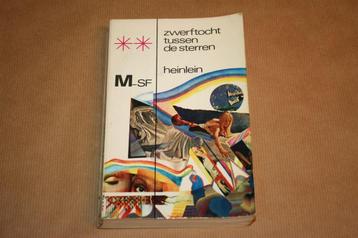 zwerftocht
tussen
de sterren
heinlein
M-SF